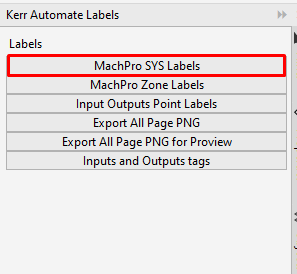 Kerr Automate Labels
Labels
MachPro SYS Labels
MachPro Zone Labels
Input Outputs Point Labels
Export All Page PNG
Export All Page PNG for Preview
Inputs and Outputs tags